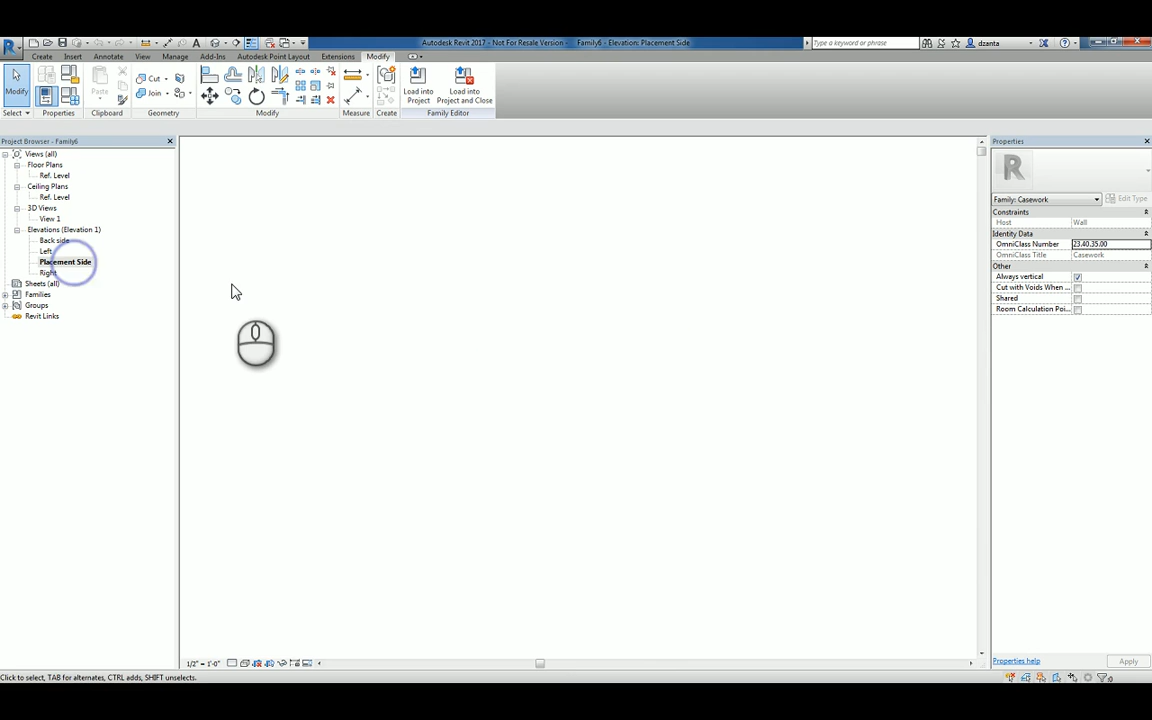 Autodesk Revit 2017 - Not For Resale Version - Family6 - Elevation: Placement Side
Type a keyword or phrase
dzanta
Create Insert Annotate View Manage Add-Ins Autodesk Point Layout Extensions Modify
Modify
Paste
Cut
Join
Load into Project
Load into Project and Close
Select Properties Clipboard Geometry Modify Measure Create Family Editor
Project Browser - Family6
Views (all)
Floor Plans
Ref. Level
Ceiling Plans
Ref. Level
3D Views
View 1
Elevations (Elevation 1)
Back side
Left
Placement Side
Right
Sheets (all)
Families
Groups
Revit Links
Properties
R
Family: Casework
Edit Type
Constraints
Host Wall
Identity Data
OmniClass Number 23.40.35.00
OmniClass Title Casework
Other
Always vertical
Cut with Voids When ...
Shared
Room Calculation Poi...
Properties help
Apply
1/2" = 1'-0"
Click to select, TAB for alternates, CTRL adds, SHIFT unselects.
:0